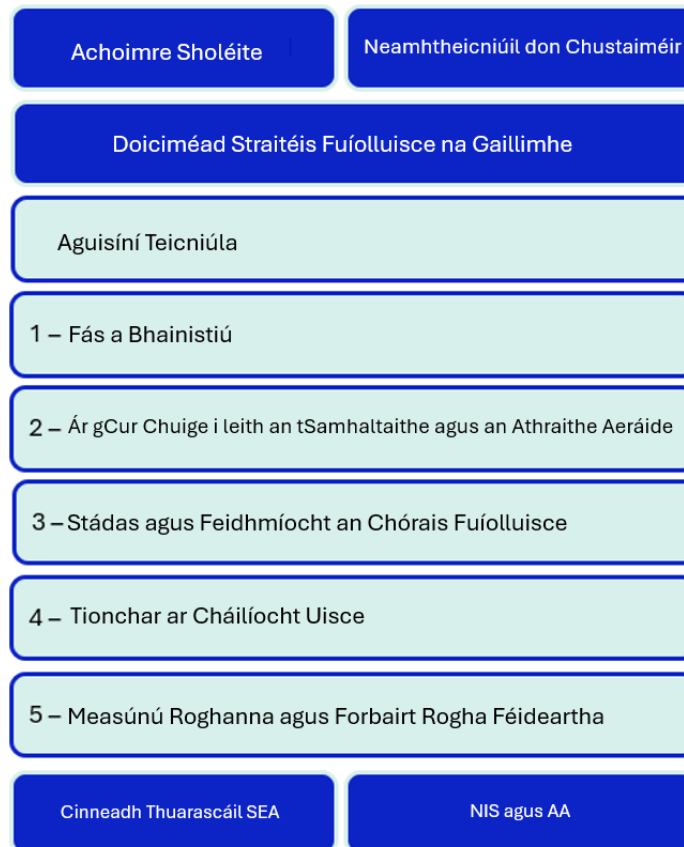 Achoimre Sholéite
Neamhtheicniúil don Chustaiméir
Doiciméad Straitéis Fuíolluisce na Gaillimhe
Aguisíní Teicniúla
1 – Fás a Bhainistiú
2 – Ár gCur Chuige i leith an tSamhaltaithe agus an Athraithe Aeráide
3 – Stádas agus Feidhmíocht an Chórais Fuíolluisce
4 – Tionchar ar Cháilíocht Uisce
5 – Measúnú Roghanna agus Forbairt Rogha Féideartha
Cinneadh Thuarascáil SEA
NIS agus AA